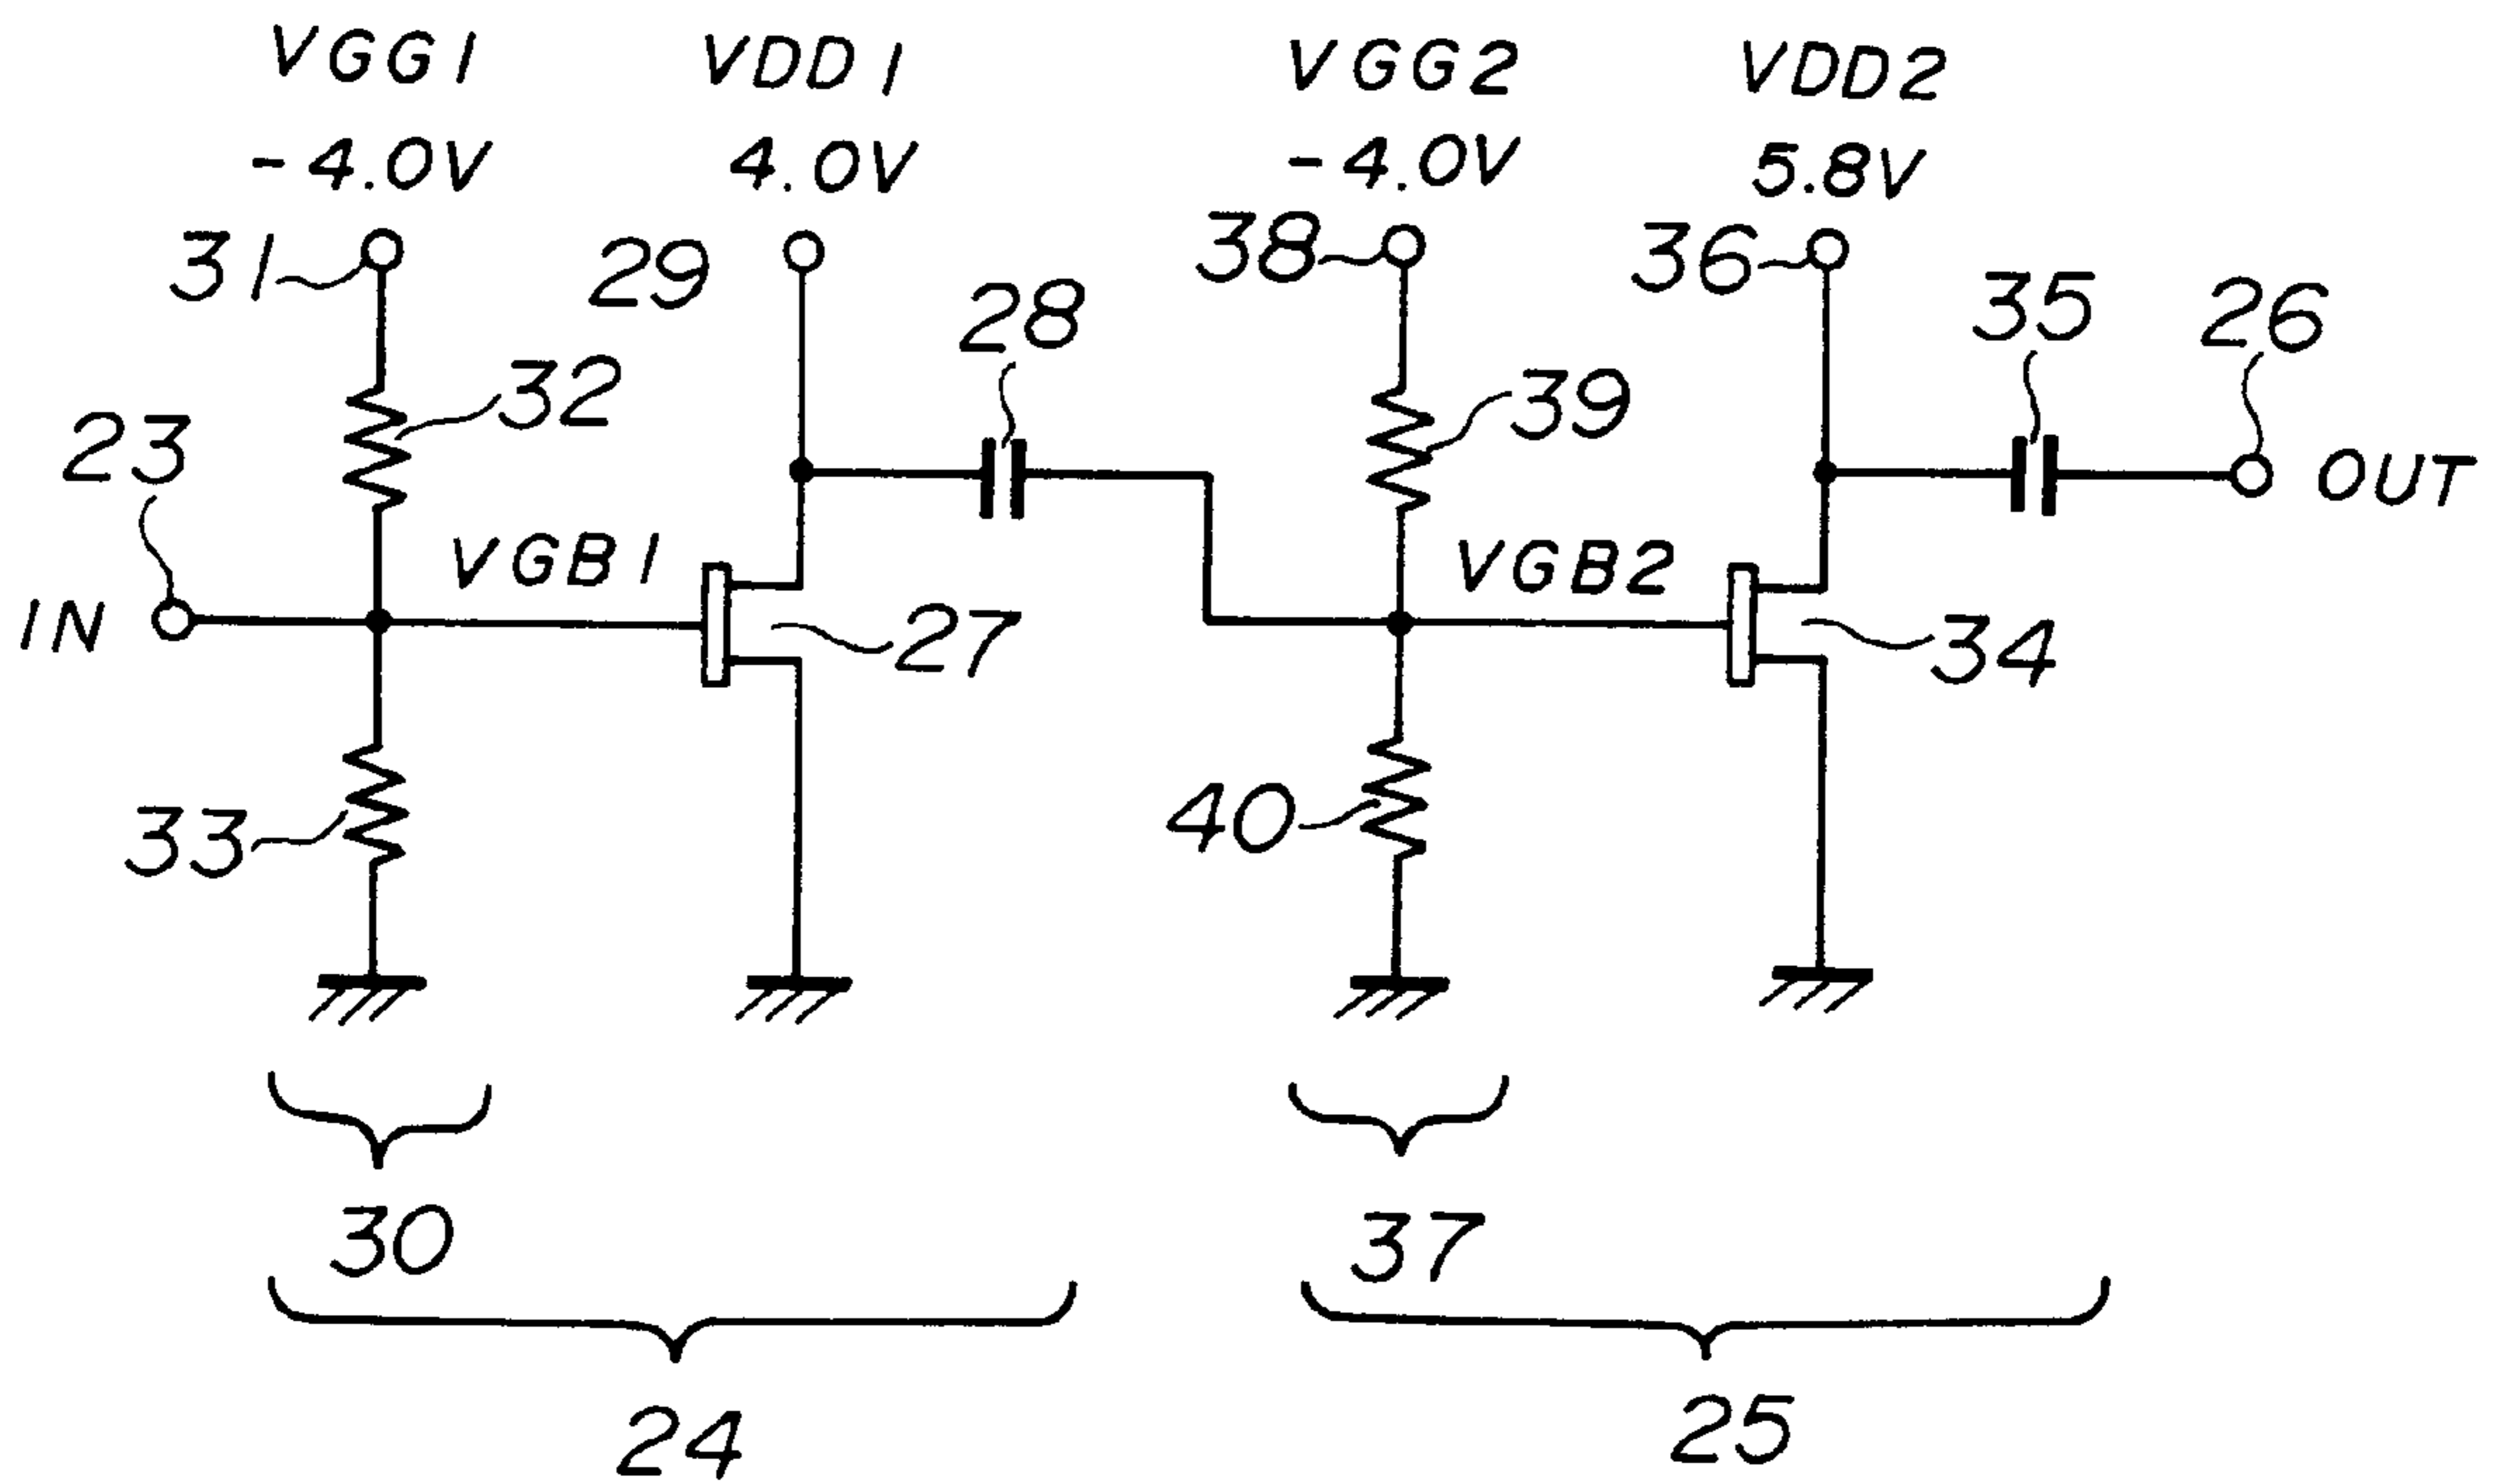 VGG1 VDD1 VGG2 VDD2
-4.0V 4.0V -4.0V 5.8V
31 29 38 36
28 35 26
32 39
23
OUT
VGB1 VGB2
IN 27 34
33 40
30 37
24 25